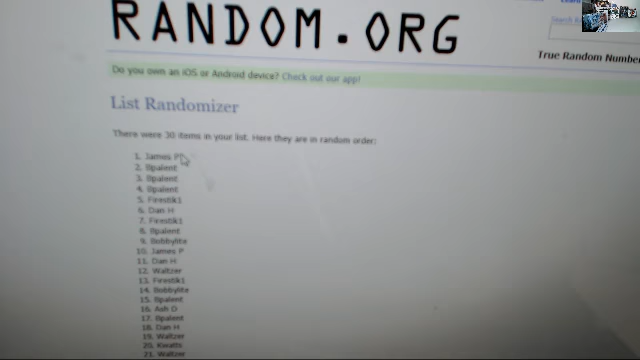 RANDOM.ORG
True Random Number
Do you own an iOS or Android device? Check out our app!
List Randomizer
There were 30 items in your list. Here they are in random order:
1. James P
2. Bpalent
3. Bpalent
4. Bpalent
5. Firestik1
6. Dan H
7. Firestik1
8. Bpalent
9. Bobbylite
10. James P
11. Dan H
12. Waltzer
13. Firestik1
14. Bobbylite
15. Bpalent
16. Ash D
17. Bpalent
18. Dan H
19. Waltzer
20. Kwatts
21. Waltzer